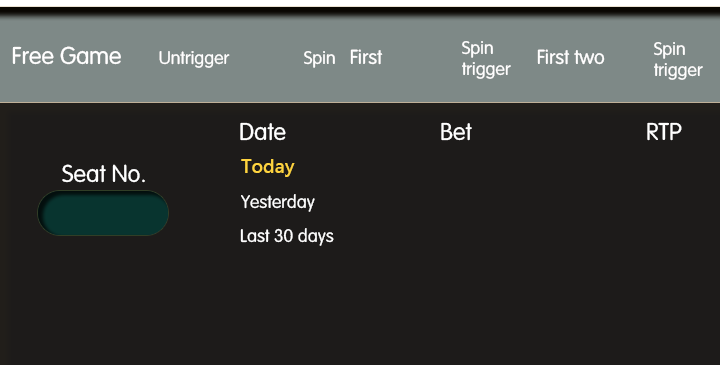 Free Game Untrigger Spin First Spin trigger First two Spin trigger
Date Bet RTP
Seat No.
Today
Yesterday
Last 30 days